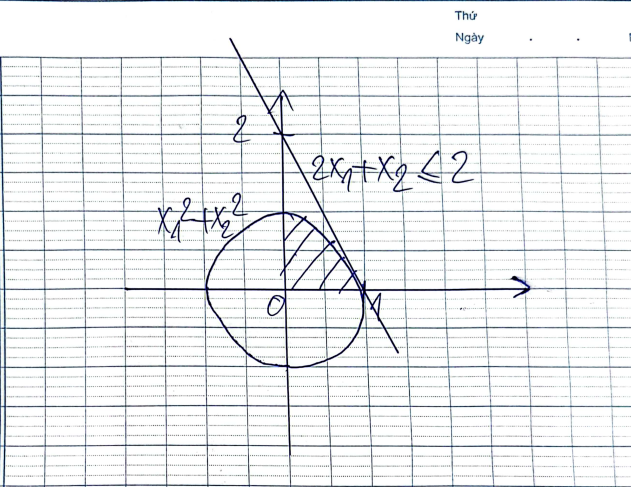 Thứ
Ngày . .
2
2x₁+x₂ ≤ 2
x₁²+x₂²
O
1